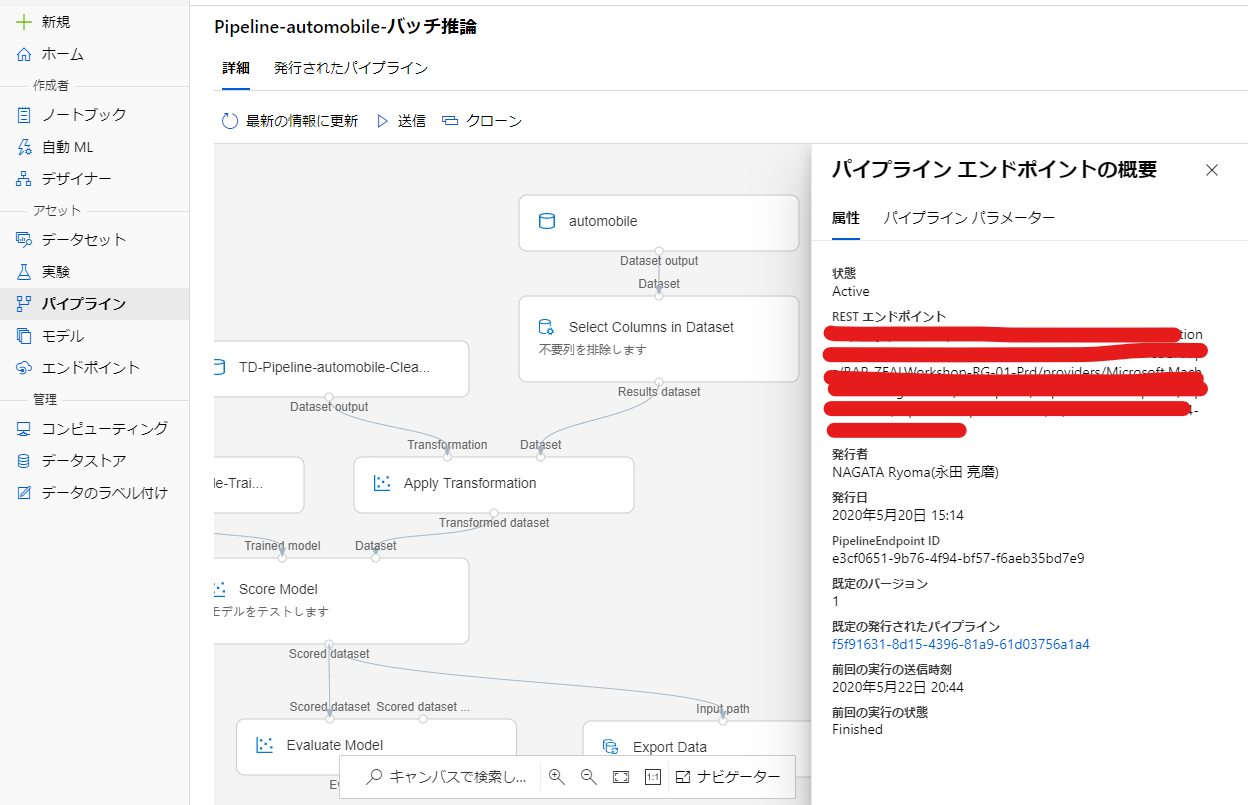 新規
ホーム
作成者
ノートブック
自動 ML
デザイナー
アセット
データセット
実験
パイプライン
モデル
エンドポイント
管理
コンピューティング
データストア
データのラベル付け
Pipeline-automobile-バッチ推論
詳細 発行されたパイプライン
最新の情報に更新 送信 クローン
automobile
Dataset output
Dataset
Select Columns in Dataset
不要列を排除します
Results dataset
TD-Pipeline-automobile-Clea...
Dataset output
Transformation Dataset
le-Trai...
Apply Transformation
Transformed dataset
Trained model Dataset
Score Model
モデルをテストします
Scored dataset
Scored dataset Scored dataset ...
Input path
Evaluate Model
Export Data
キャンバスで検索し...
1:1
ナビゲーター
パイプライン エンドポイントの概要
属性 パイプライン パラメーター
状態
Active
REST エンドポイント
tion
発行者
NAGATA Ryoma(永田 亮磨)
発行日
2020年5月20日 15:14
PipelineEndpoint ID
e3cf0651-9b76-4f94-bf57-f6aeb35bd7e9
既定のバージョン
1
既定の発行されたパイプライン
f5f91631-8d15-4396-81a9-61d03756a1a4
前回の実行の送信時刻
2020年5月22日 20:44
前回の実行の状態
Finished